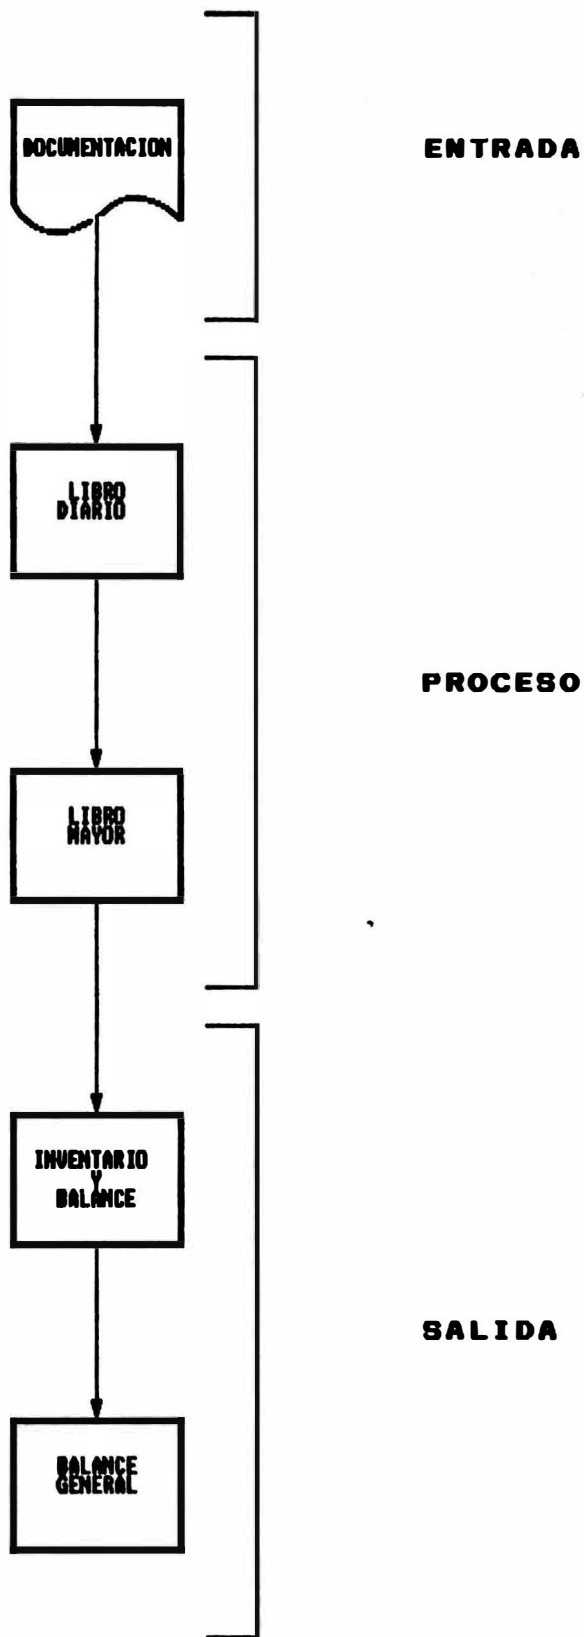 DOCUMENTACION
ENTRADA
LIBRO
DIARIO
PROCESO
LIBRO
MAYOR
INVENTARIO
Y
BALANCE
SALIDA
BALANCE
GENERAL